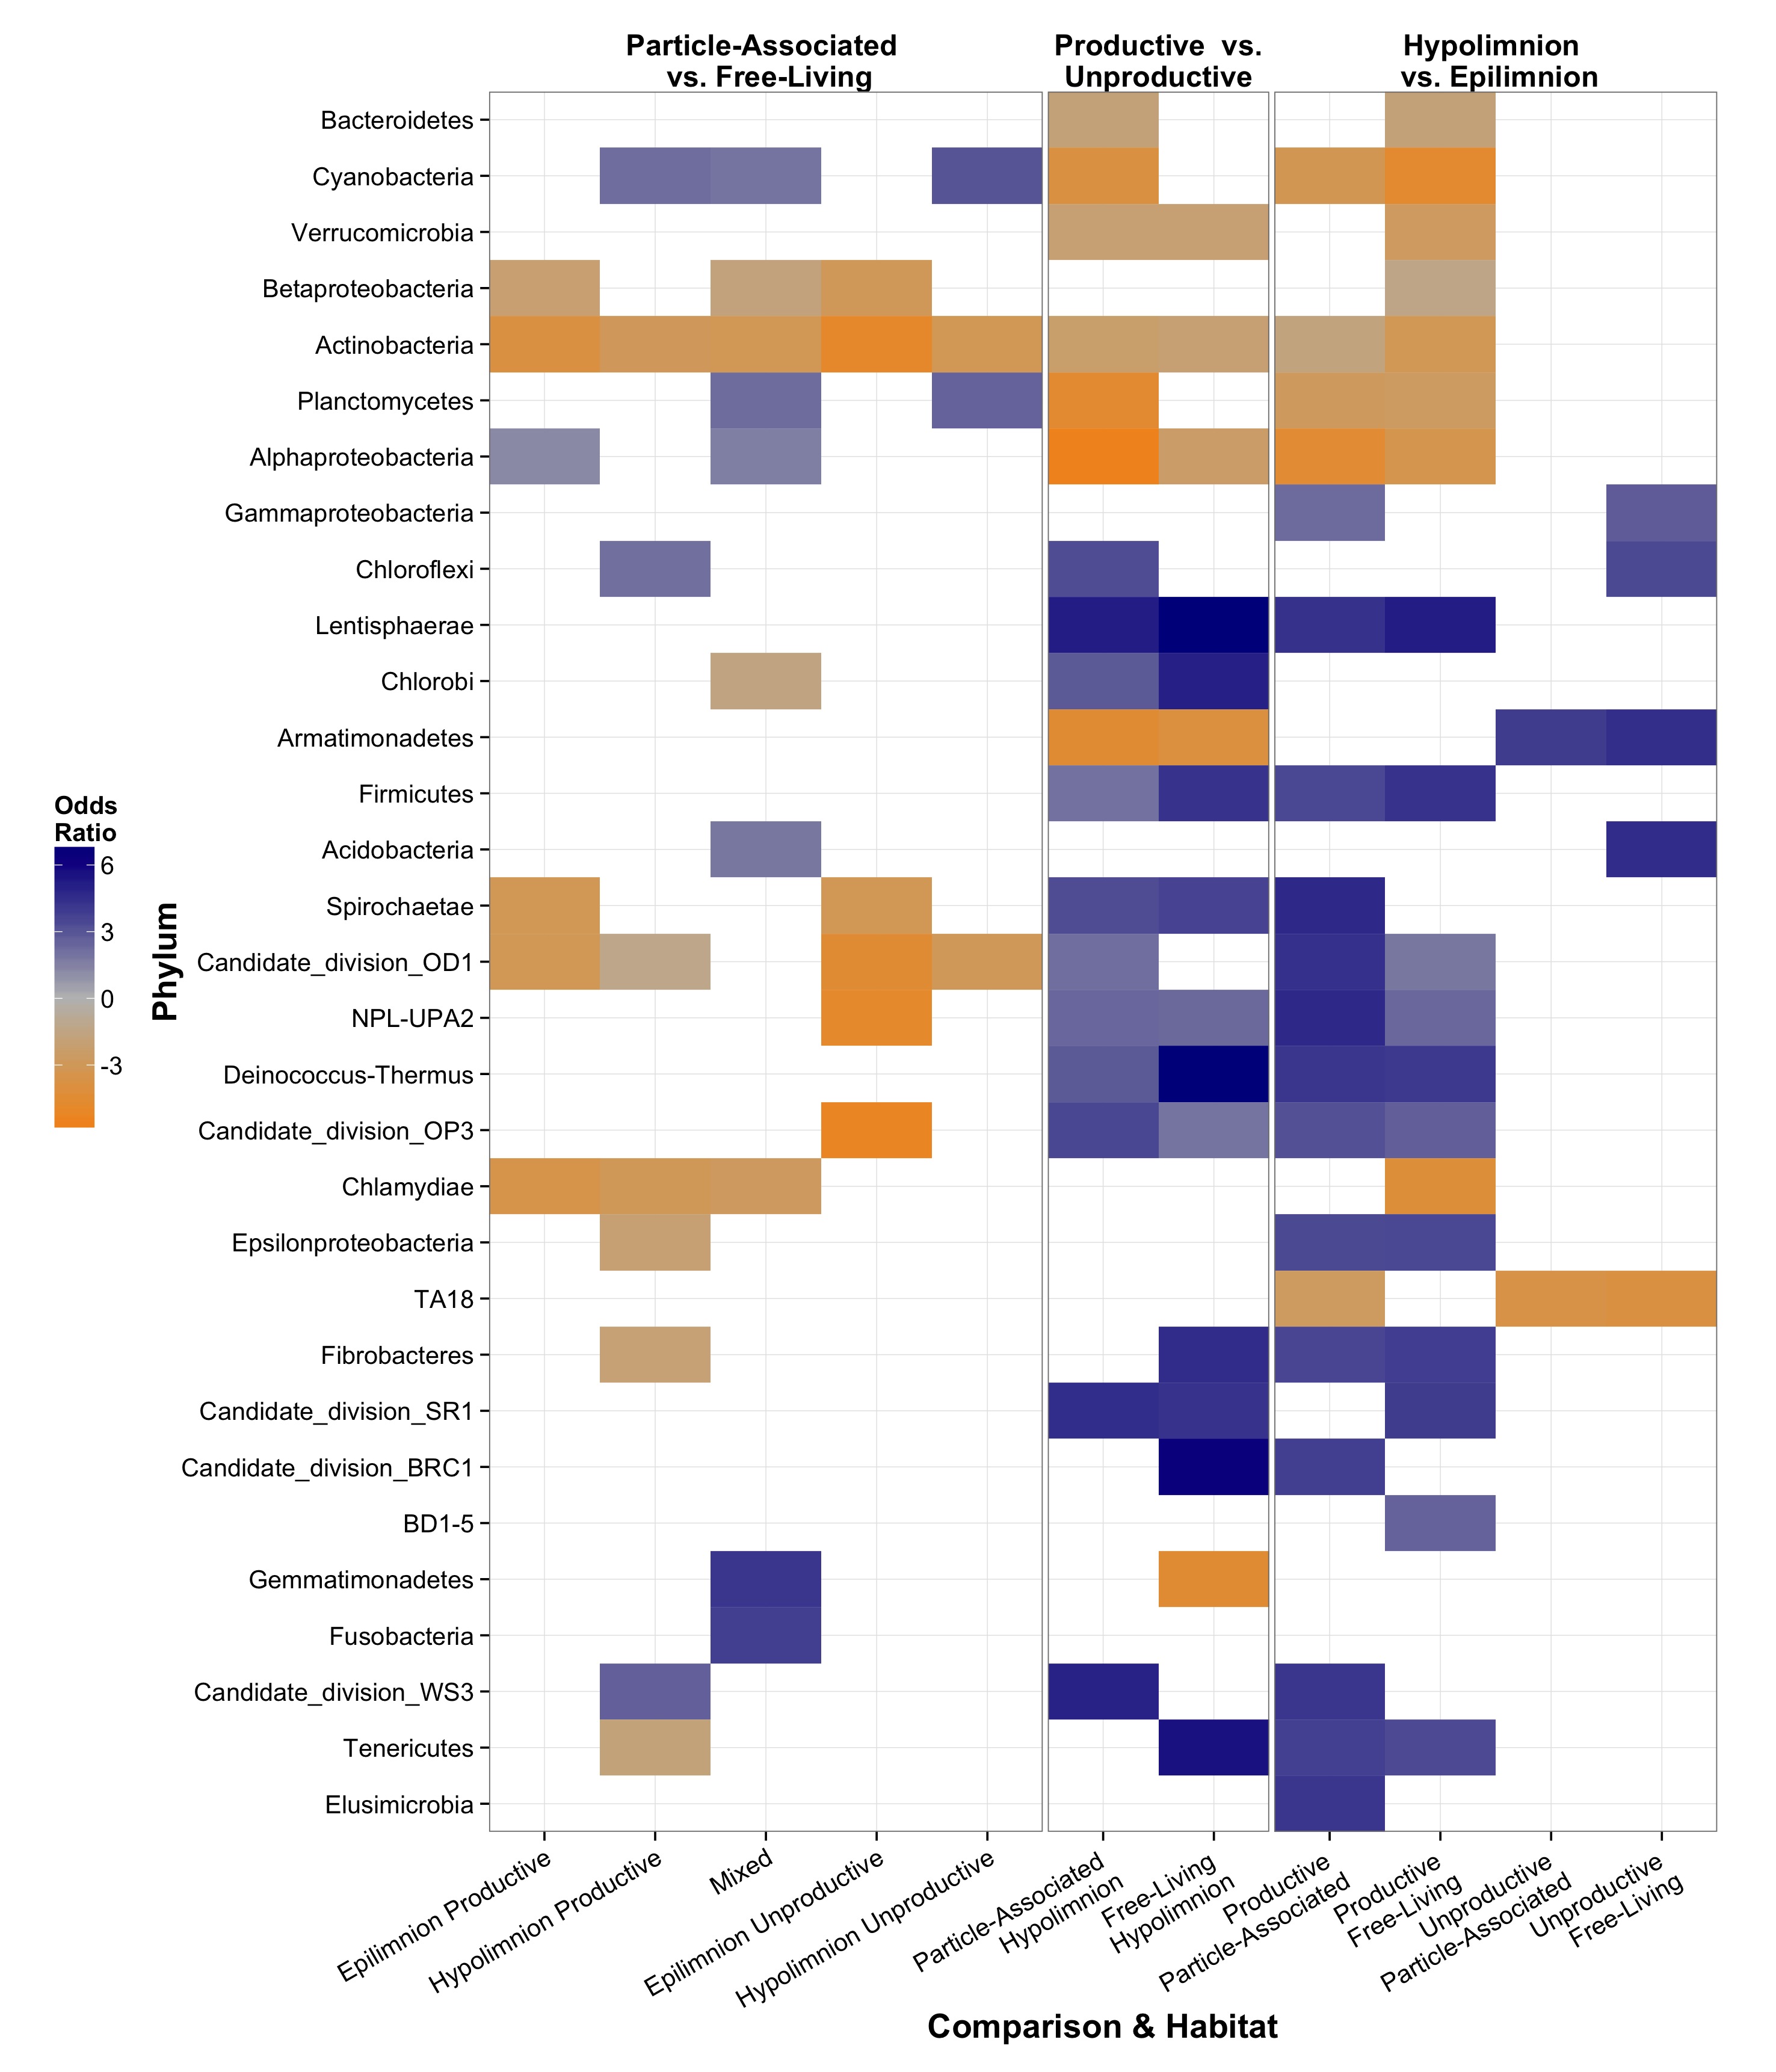 Particle-Associated
vs. Free-Living
Productive  vs.
Unproductive
Hypolimnion
vs. Epilimnion
Bacteroidetes
Cyanobacteria
Verrucomicrobia
Betaproteobacteria
Actinobacteria
Planctomycetes
Alphaproteobacteria
Gammaproteobacteria
Chloroflexi
Lentisphaerae
Chlorobi
Armatimonadetes
Firmicutes
Acidobacteria
Spirochaetae
Candidate_division_OD1
NPL-UPA2
Deinococcus-Thermus
Candidate_division_OP3
Chlamydiae
Epsilonproteobacteria
TA18
Fibrobacteres
Candidate_division_SR1
Candidate_division_BRC1
BD1-5
Gemmatimonadetes
Fusobacteria
Candidate_division_WS3
Tenericutes
Elusimicrobia
Odds
Ratio
6
3
0
-3
Phylum
Epilimnion Productive
Hypolimnion Productive
Mixed
Epilimnion Unproductive
Hypolimnion Unproductive
Particle-Associated
Hypolimnion
Free-Living
Hypolimnion
Productive
Particle-Associated
Productive
Free-Living
Unproductive
Particle-Associated
Unproductive
Free-Living
Comparison & Habitat